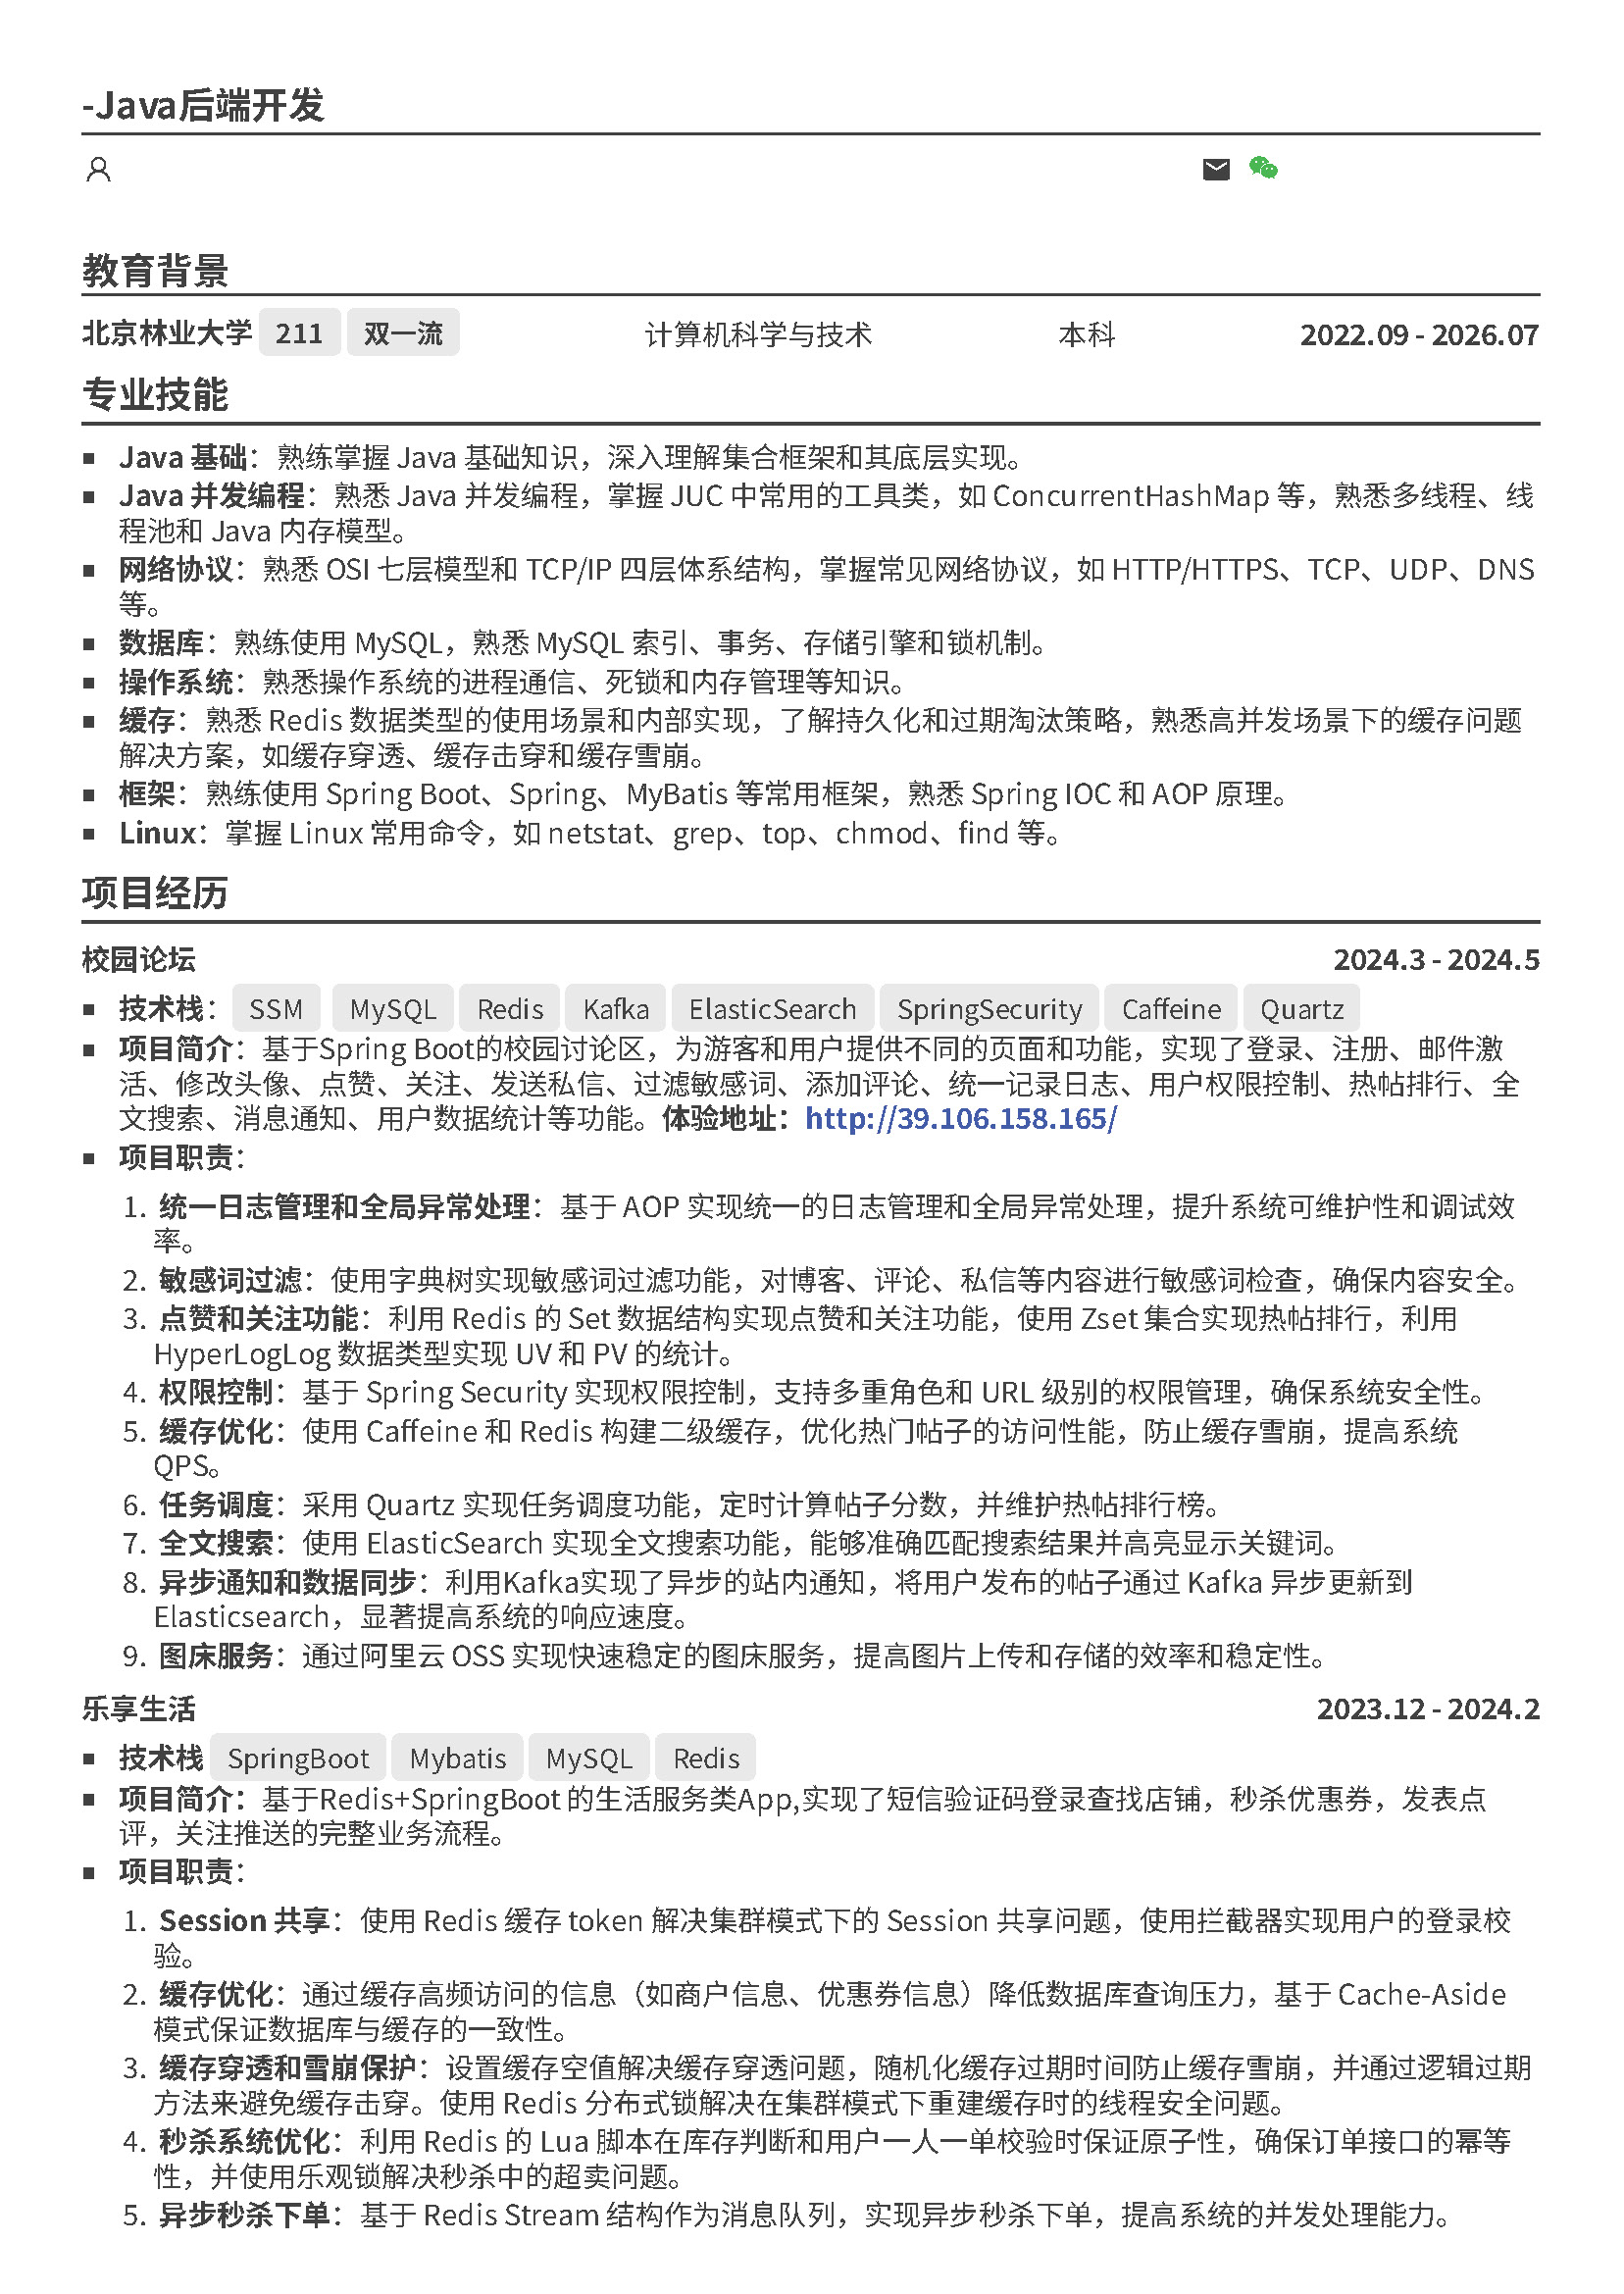 -Java后端开发
教育背景
北京林业大学 211 双一流 计算机科学与技术 本科 2022.09 - 2026.07
专业技能
Java 基础：熟练掌握 Java 基础知识，深入理解集合框架和其底层实现。
Java 并发编程：熟悉 Java 并发编程，掌握 JUC 中常用的工具类，如 ConcurrentHashMap 等，熟悉多线程、线
程池和 Java 内存模型。
网络协议：熟悉 OSI 七层模型和 TCP/IP 四层体系结构，掌握常见网络协议，如 HTTP/HTTPS、TCP、UDP、DNS
等。
数据库：熟练使用 MySQL，熟悉 MySQL 索引、事务、存储引擎和锁机制。
操作系统：熟悉操作系统的进程通信、死锁和内存管理等知识。
缓存：熟悉 Redis 数据类型的使用场景和内部实现，了解持久化和过期淘汰策略，熟悉高并发场景下的缓存问题
解决方案，如缓存穿透、缓存击穿和缓存雪崩。
框架：熟练使用 Spring Boot、Spring、MyBatis 等常用框架，熟悉 Spring IOC 和 AOP 原理。
Linux：掌握 Linux 常用命令，如 netstat、grep、top、chmod、find 等。
项目经历
校园论坛 2024.3 - 2024.5
技术栈： SSM MySQL Redis Kafka ElasticSearch SpringSecurity Caffeine Quartz
项目简介：基于Spring Boot的校园讨论区，为游客和用户提供不同的页面和功能，实现了登录、注册、邮件激
活、修改头像、点赞、关注、发送私信、过滤敏感词、添加评论、统一记录日志、用户权限控制、热帖排行、全
文搜索、消息通知、用户数据统计等功能。体验地址：http://39.106.158.165/
项目职责：
1. 统一日志管理和全局异常处理：基于 AOP 实现统一的日志管理和全局异常处理，提升系统可维护性和调试效
率。
2. 敏感词过滤：使用字典树实现敏感词过滤功能，对博客、评论、私信等内容进行敏感词检查，确保内容安全。
3. 点赞和关注功能：利用 Redis 的 Set 数据结构实现点赞和关注功能，使用 Zset 集合实现热帖排行，利用
HyperLogLog 数据类型实现 UV 和 PV 的统计。
4. 权限控制：基于 Spring Security 实现权限控制，支持多重角色和 URL 级别的权限管理，确保系统安全性。
5. 缓存优化：使用 Caffeine 和 Redis 构建二级缓存，优化热门帖子的访问性能，防止缓存雪崩，提高系统
QPS。
6. 任务调度：采用 Quartz 实现任务调度功能，定时计算帖子分数，并维护热帖排行榜。
7. 全文搜索：使用 ElasticSearch 实现全文搜索功能，能够准确匹配搜索结果并高亮显示关键词。
8. 异步通知和数据同步：利用Kafka实现了异步的站内通知，将用户发布的帖子通过 Kafka 异步更新到
Elasticsearch，显著提高系统的响应速度。
9. 图床服务：通过阿里云 OSS 实现快速稳定的图床服务，提高图片上传和存储的效率和稳定性。
乐享生活 2023.12 - 2024.2
技术栈 SpringBoot Mybatis MySQL Redis
项目简介：基于Redis+SpringBoot 的生活服务类App,实现了短信验证码登录查找店铺，秒杀优惠券，发表点
评，关注推送的完整业务流程。
项目职责：
1. Session 共享：使用 Redis 缓存 token 解决集群模式下的 Session 共享问题，使用拦截器实现用户的登录校
验。
2. 缓存优化：通过缓存高频访问的信息（如商户信息、优惠券信息）降低数据库查询压力，基于 Cache-Aside
模式保证数据库与缓存的一致性。
3. 缓存穿透和雪崩保护：设置缓存空值解决缓存穿透问题，随机化缓存过期时间防止缓存雪崩，并通过逻辑过期
方法来避免缓存击穿。使用 Redis 分布式锁解决在集群模式下重建缓存时的线程安全问题。
4. 秒杀系统优化：利用 Redis 的 Lua 脚本在库存判断和用户一人一单校验时保证原子性，确保订单接口的幂等
性，并使用乐观锁解决秒杀中的超卖问题。
5. 异步秒杀下单：基于 Redis Stream 结构作为消息队列，实现异步秒杀下单，提高系统的并发处理能力。